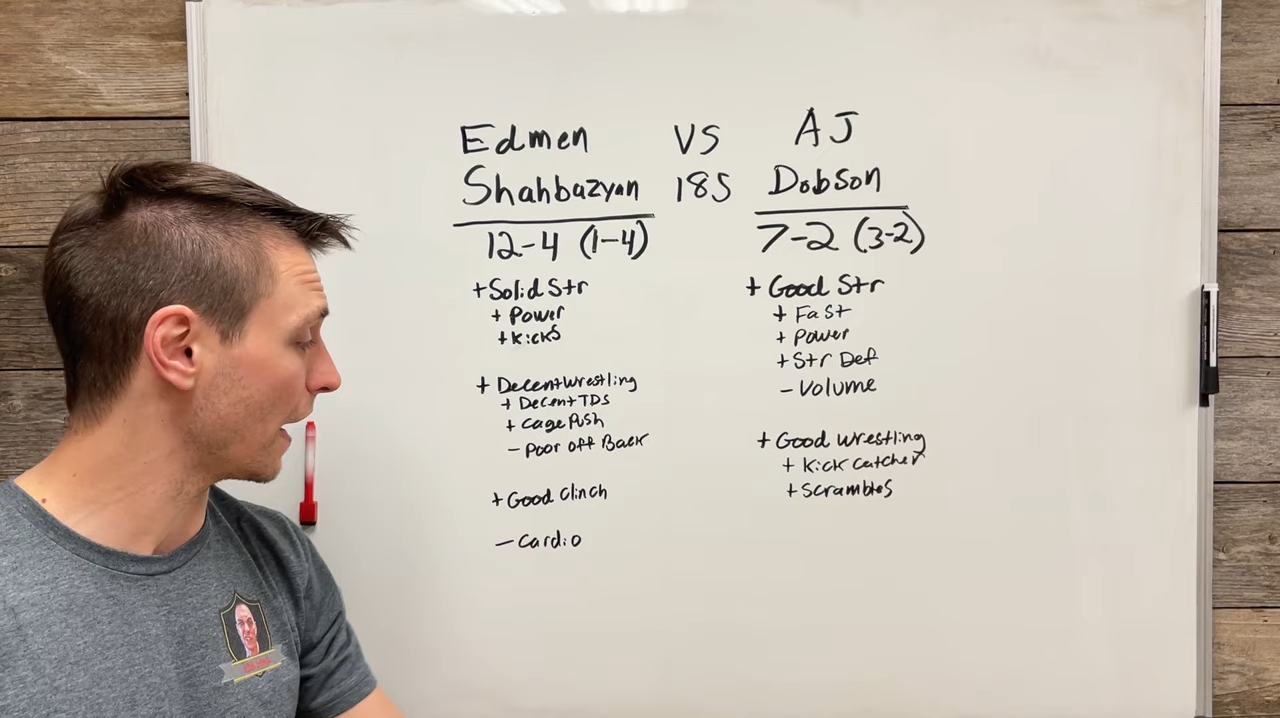 Edmen VS AJ
Shahbazyan 185 Dobson
12-4 (1-4) 7-2 (3-2)
+ Solid Str
+ Power
+ Kicks
+ Decent Wrestling
+ Decent TDS
+ Cage Push
- Poor off Back
+ Good Clinch
- Cardio
+ Good Str
+ Fast
+ Power
+ Str Def
- Volume
+ Good Wrestling
+ Kick Catcher
+ Scrambles